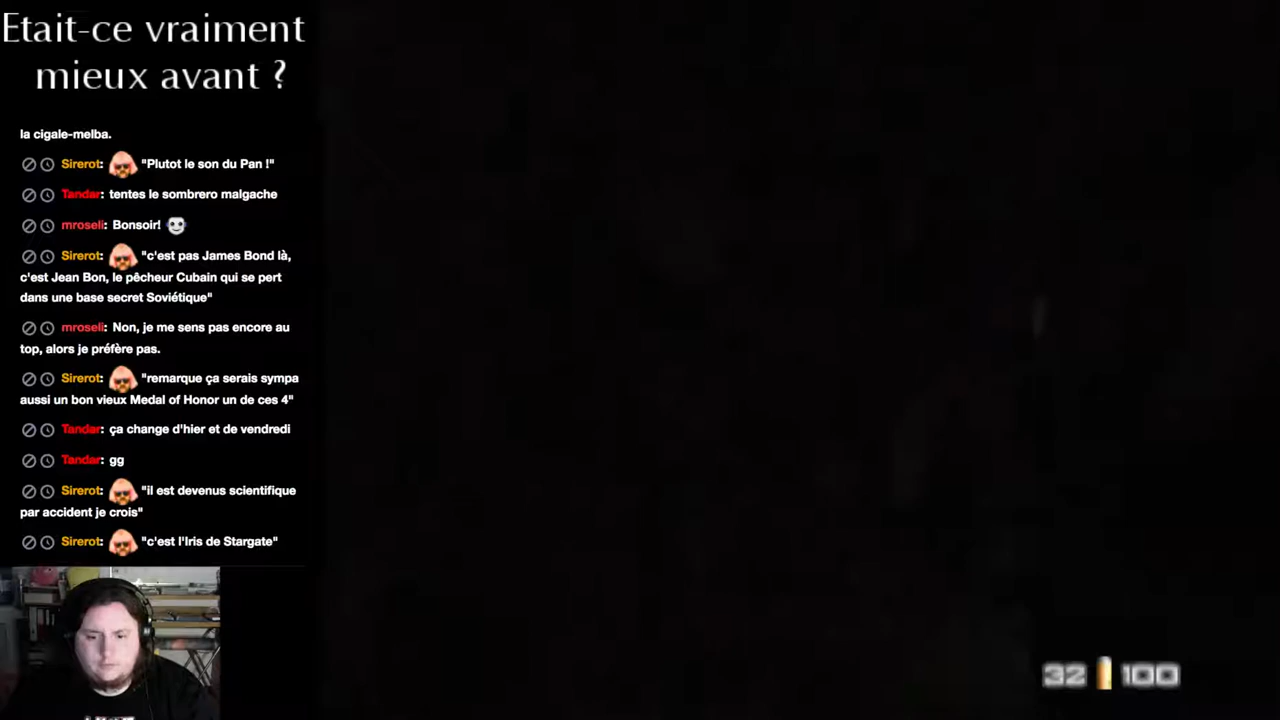 Etait-ce vraiment
mieux avant ?
la cigale-melba.
Sirerot: "Plutot le son du Pan !"
Tandar: tentes le sombrero malgache
mroseli: Bonsoir!
Sirerot: "c'est pas James Bond là,
c'est Jean Bon, le pêcheur Cubain qui se pert
dans une base secret Soviétique"
mroseli: Non, je me sens pas encore au
top, alors je préfère pas.
Sirerot: "remarque ça serais sympa
aussi un bon vieux Medal of Honor un de ces 4"
Tandar: ça change d'hier et de vendredi
Tandar: gg
Sirerot: "il est devenus scientifique
par accident je crois"
Sirerot: "c'est l'Iris de Stargate"
32 100